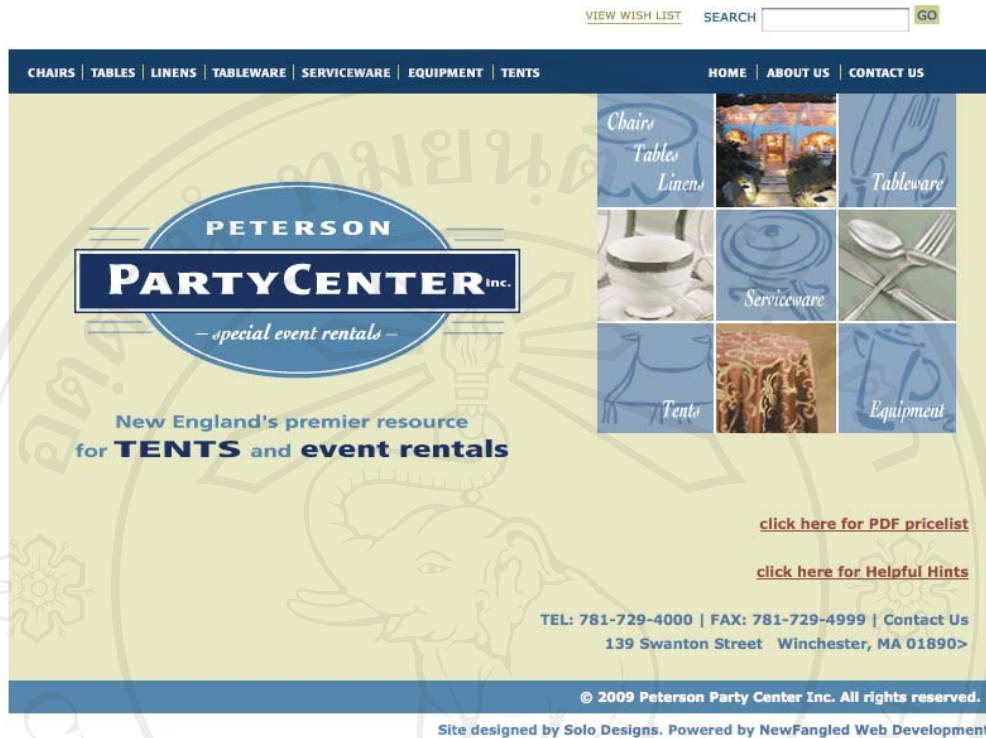 VIEW WISH LIST SEARCH GO
CHAIRS | TABLES | LINENS | TABLEWARE | SERVICEWARE | EQUIPMENT | TENTS HOME | ABOUT US | CONTACT US
Chairs
Tables
Linens
Tableware
Serviceware
Tents
Equipment
PETERSON
PARTYCENTER Inc.
– special event rentals –
New England's premier resource
for TENTS and event rentals
click here for PDF pricelist
click here for Helpful Hints
TEL: 781-729-4000 | FAX: 781-729-4999 | Contact Us
139 Swanton Street Winchester, MA 01890>
© 2009 Peterson Party Center Inc. All rights reserved.
Site designed by Solo Designs. Powered by NewFangled Web Development